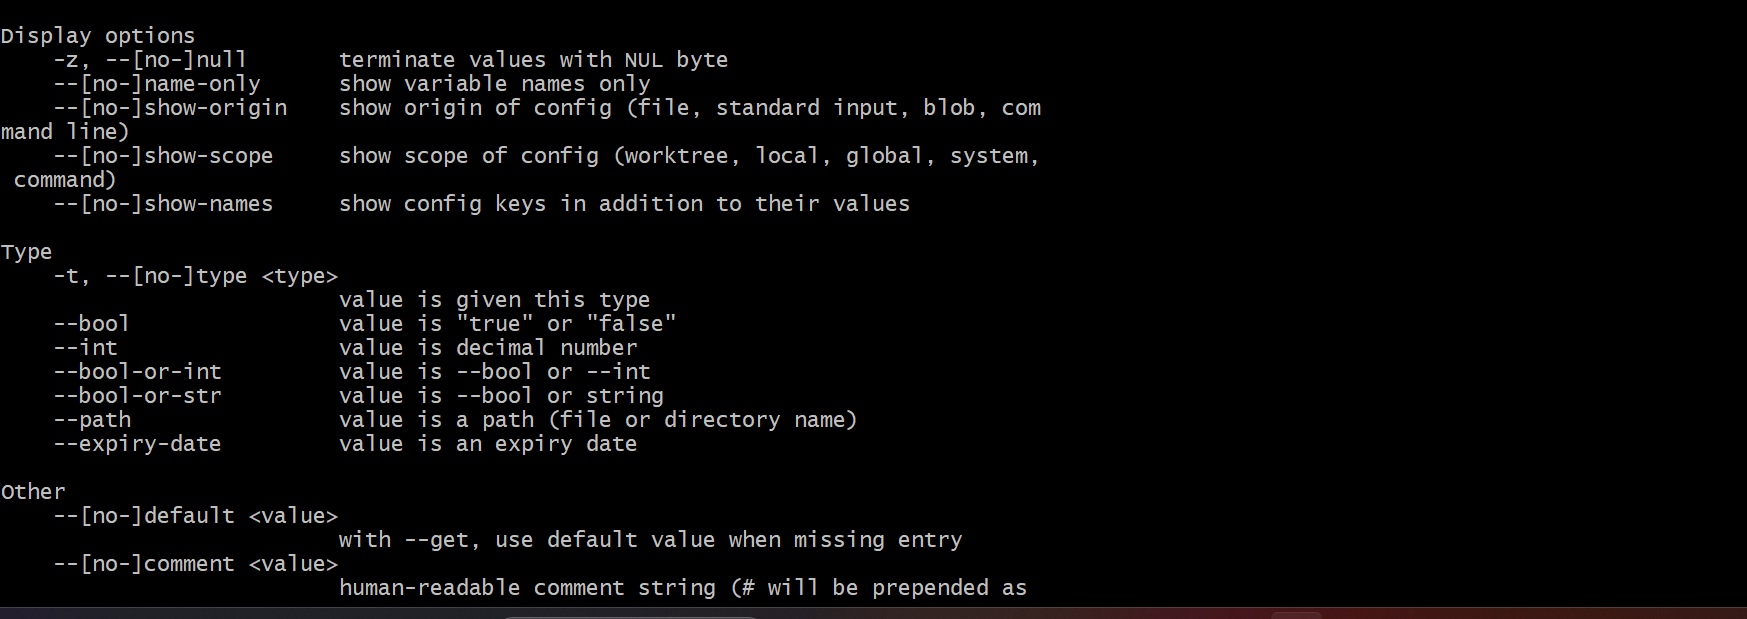 Display options
    -z, --[no-]null       terminate values with NUL byte
    --[no-]name-only      show variable names only
    --[no-]show-origin    show origin of config (file, standard input, blob, com
mand line)
    --[no-]show-scope     show scope of config (worktree, local, global, system,
 command)
    --[no-]show-names     show config keys in addition to their values

Type
    -t, --[no-]type <type>
                          value is given this type
    --bool                value is "true" or "false"
    --int                 value is decimal number
    --bool-or-int         value is --bool or --int
    --bool-or-str         value is --bool or string
    --path                value is a path (file or directory name)
    --expiry-date         value is an expiry date

Other
    --[no-]default <value>
                          with --get, use default value when missing entry
    --[no-]comment <value>
                          human-readable comment string (# will be prepended as